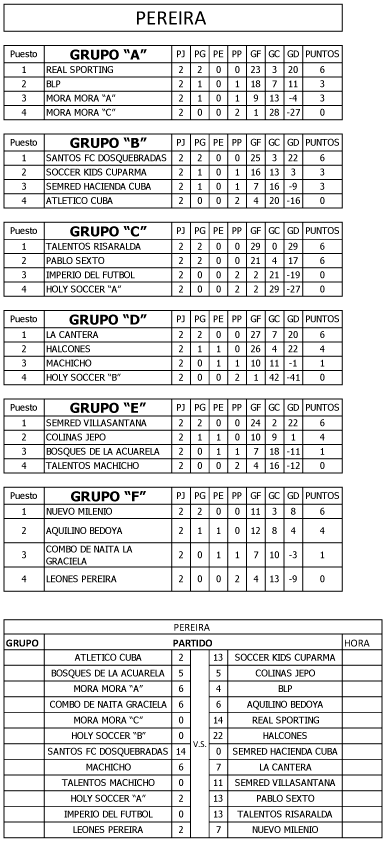 PEREIRA
Puesto GRUPO "A" PJ PG PE PP GF GC GD PUNTOS
1 REAL SPORTING 2 2 0 0 23 3 20 6
2 BLP 2 1 0 1 18 7 11 3
3 MORA MORA "A" 2 1 0 1 9 13 -4 3
4 MORA MORA "C" 2 0 0 2 1 28 -27 0
Puesto GRUPO "B" PJ PG PE PP GF GC GD PUNTOS
1 SANTOS FC DOSQUEBRADAS 2 2 0 0 25 3 22 6
2 SOCCER KIDS CUPARMA 2 1 0 1 16 13 3 3
3 SEMRED HACIENDA CUBA 2 1 0 1 7 16 -9 3
4 ATLETICO CUBA 2 0 0 2 4 20 -16 0
Puesto GRUPO "C" PJ PG PE PP GF GC GD PUNTOS
1 TALENTOS RISARALDA 2 2 0 0 29 0 29 6
2 PABLO SEXTO 2 2 0 0 21 4 17 6
3 IMPERIO DEL FUTBOL 2 0 0 2 2 21 -19 0
4 HOLY SOCCER "A" 2 0 0 2 2 29 -27 0
Puesto GRUPO "D" PJ PG PE PP GF GC GD PUNTOS
1 LA CANTERA 2 2 0 0 27 7 20 6
2 HALCONES 2 1 1 0 26 4 22 4
3 MACHICHO 2 0 1 1 10 11 -1 1
4 HOLY SOCCER "B" 2 0 0 2 1 42 -41 0
Puesto GRUPO "E" PJ PG PE PP GF GC GD PUNTOS
1 SEMRED VILLASANTANA 2 2 0 0 24 2 22 6
2 COLINAS JEPO 2 1 1 0 10 9 1 4
3 BOSQUES DE LA ACUARELA 2 0 1 1 7 18 -11 1
4 TALENTOS MACHICHO 2 0 0 2 4 16 -12 0
Puesto GRUPO "F" PJ PG PE PP GF GC GD PUNTOS
1 NUEVO MILENIO 2 2 0 0 11 3 8 6
2 AQUILINO BEDOYA 2 1 1 0 12 8 4 4
3 COMBO DE NAITA LA GRACIELA 2 0 1 1 7 10 -3 1
4 LEONES PEREIRA 2 0 0 2 4 13 -9 0
PEREIRA
GRUPO PARTIDO HORA
ATLETICO CUBA 2 13 SOCCER KIDS CUPARMA
BOSQUES DE LA ACUARELA 5 5 COLINAS JEPO
MORA MORA "A" 6 4 BLP
COMBO DE NAITA GRACIELA 6 6 AQUILINO BEDOYA
MORA MORA "C" 0 14 REAL SPORTING
HOLY SOCCER "B" 0 22 HALCONES
V.S.
SANTOS FC DOSQUEBRADAS 14 0 SEMRED HACIENDA CUBA
MACHICHO 6 7 LA CANTERA
TALENTOS MACHICHO 0 11 SEMRED VILLASANTANA
HOLY SOCCER "A" 2 13 PABLO SEXTO
IMPERIO DEL FUTBOL 0 13 TALENTOS RISARALDA
LEONES PEREIRA 2 7 NUEVO MILENIO